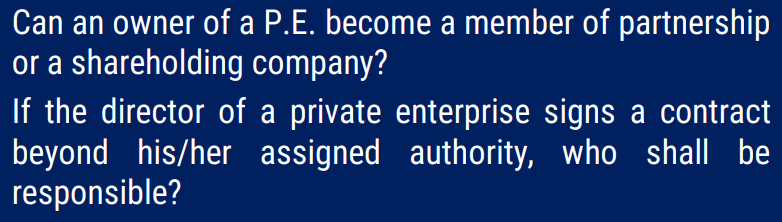 Can an owner of a P.E. become a member of partnership
or a shareholding company?
If the director of a private enterprise signs a contract
beyond his/her assigned authority, who shall be
responsible?